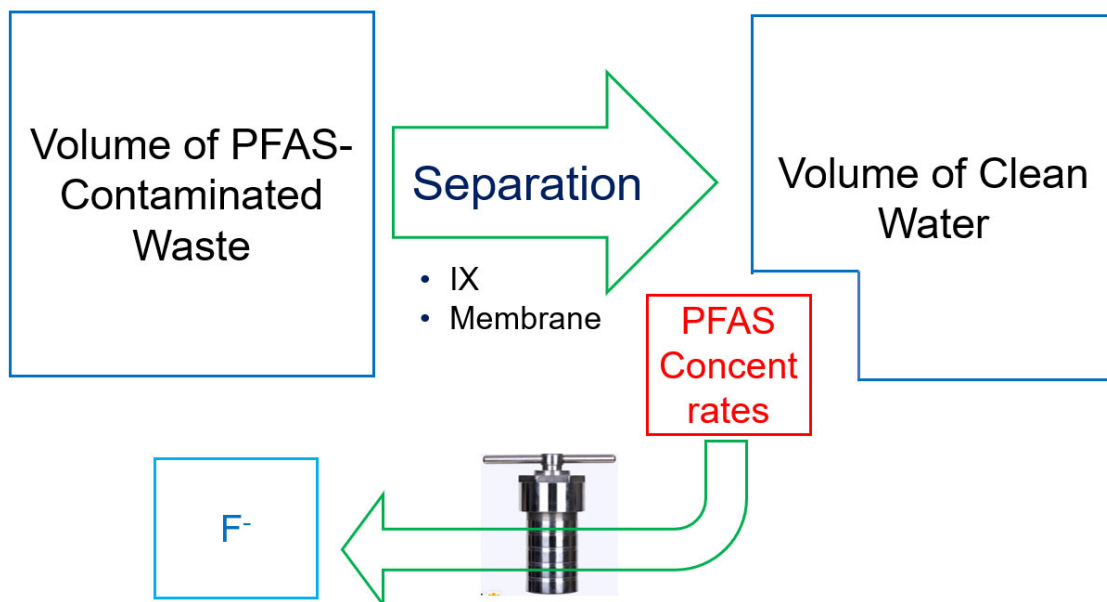 Volume of PFAS-
Contaminated
Waste
Separation
• IX
• Membrane
Volume of Clean
Water
PFAS
Concent
rates
F-